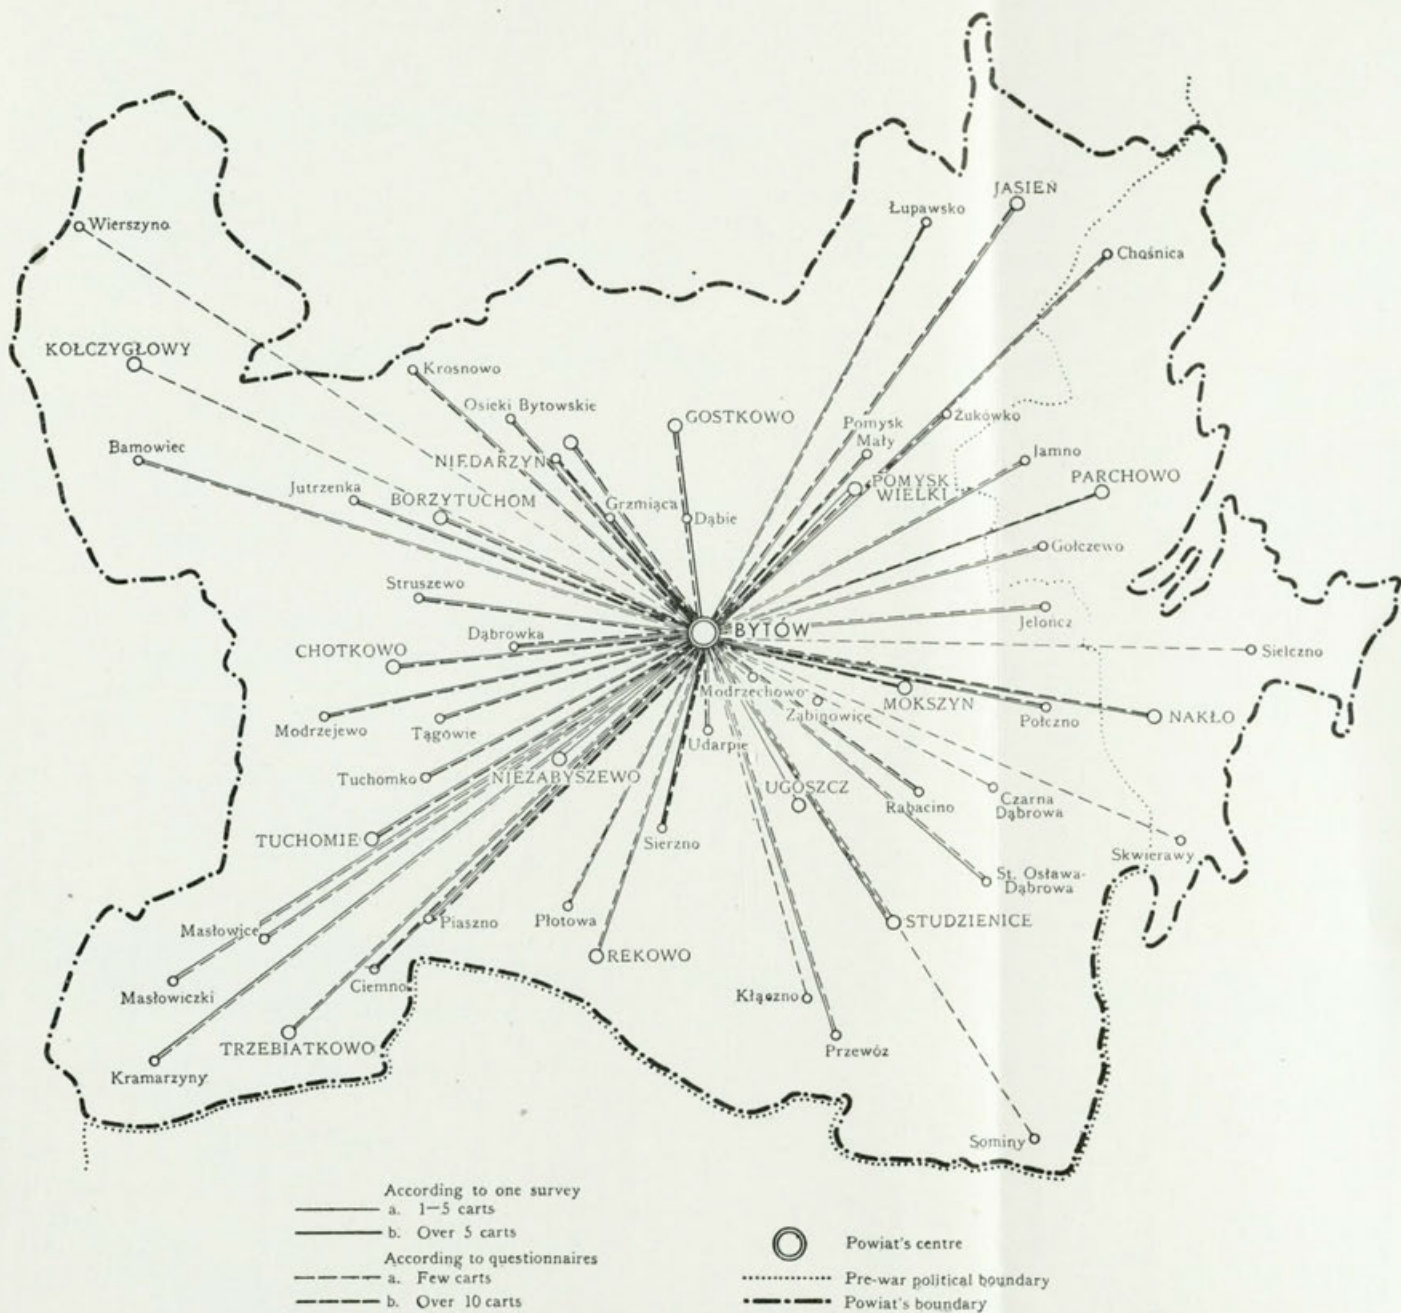 JASIEŃ
Łupawsko
Wierszyno
Chośnica
KOŁCZYGŁOWY
Krosnowo
Osieki Bytowskie
GOSTKOWO
Pomysk
Mały
Żukówko
Bamowiec
NIEDARZYN
Jamno
PARCHOWO
Jutrzenka
BORZYTUCHOM
Grzmiąca
Dąbie
POMYSK
WIELKI
Gołczewo
Struszewo
Jelończ
Dąbrowka
BYTÓW
CHOTKOWO
Sielczno
Modrzechowo
MOKSZYN
Modrzejewo
Tągowie
Żabinowice
Połczno
NAKŁO
Udarpie
Tuchomko
NIEZABYSZEWO
UGOSZCZ
Rabacino
Czarna
Dąbrowa
TUCHOMIE
Sierzno
Skwierawy
St. Osława-
Dąbrowa
Masłowice
Piaszno
Płotowa
STUDZIENICE
REKOWO
Masłowiczki
Ciemno
Kłączno
TRZEBIATKOWO
Przewóz
Kramarzyny
Sominy
According to one survey
a. 1—5 carts
b. Over 5 carts
According to questionnaires
a. Few carts
b. Over 10 carts
Powiat's centre
Pre-war political boundary
Powiat's boundary